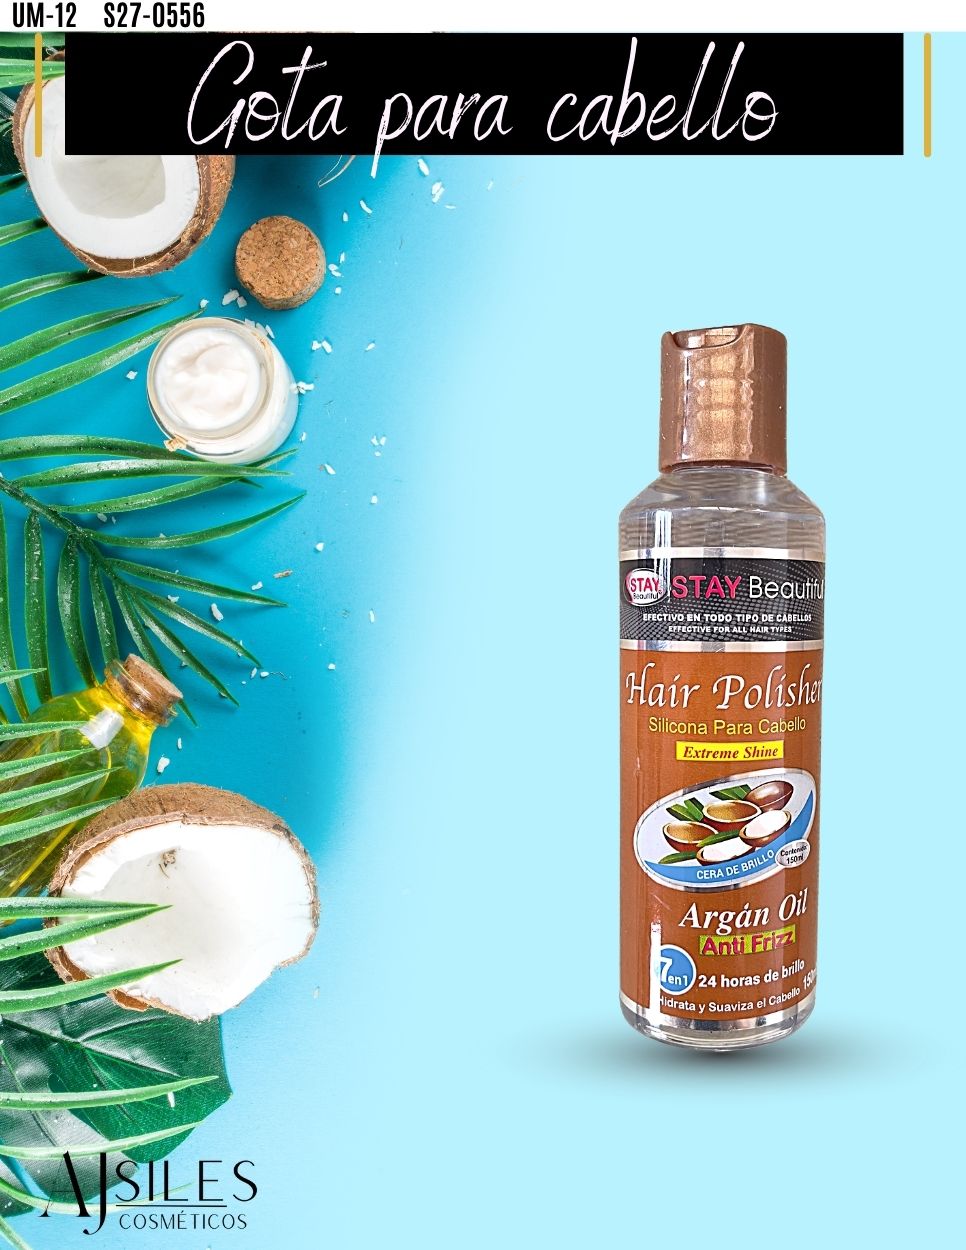 UM-12 S27-0556
Gota para cabello
STAY
Beautiful
STAY Beautiful
EFECTIVO EN TODO TIPO DE CABELLOS
EFFECTIVE FOR ALL HAIR TYPES
Hair Polisher
Silicona Para Cabello
Extreme Shine
CERA DE BRILLO
Contenido
150ml
Argán Oil
Anti Frizz
7en1 24 horas de brillo
Hidrata y Suaviza el Cabello
AJSILES
COSMÉTICOS